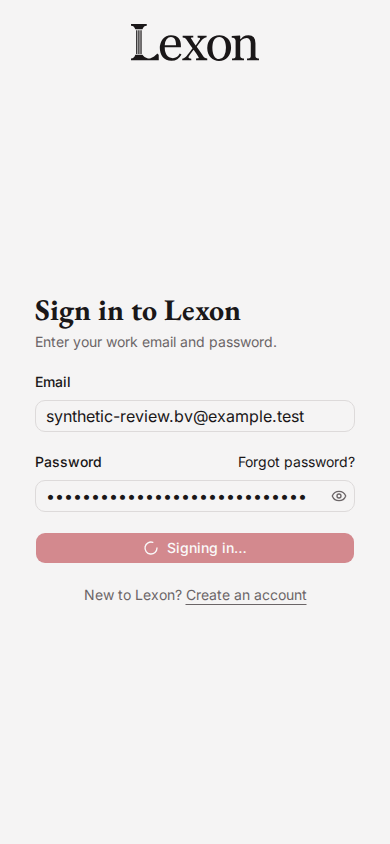 Lexon
Sign in to Lexon
Enter your work email and password.
Email
synthetic-review.bv@example.test
Password Forgot password?
•••••••••••••••••••••••••••••
Signing in...
New to Lexon? Create an account